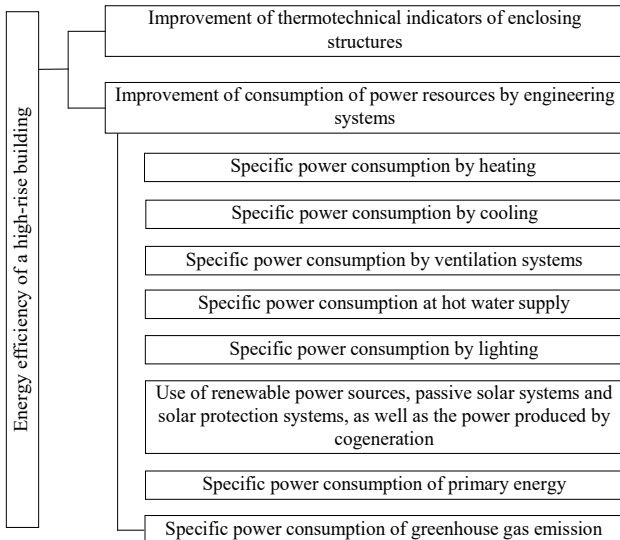 Energy efficiency of a high-rise building
Improvement of thermotechnical indicators of enclosing
structures
Improvement of consumption of power resources by engineering
systems
Specific power consumption by heating
Specific power consumption by cooling
Specific power consumption by ventilation systems
Specific power consumption at hot water supply
Specific power consumption by lighting
Use of renewable power sources, passive solar systems and
solar protection systems, as well as the power produced by
cogeneration
Specific power consumption of primary energy
Specific power consumption of greenhouse gas emission